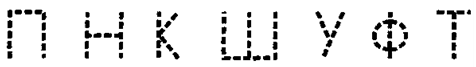 П Н К Ш У Ф Т